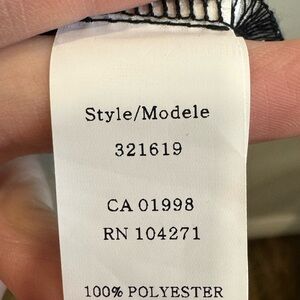 Style/Modele
321619
CA 01998
RN 104271
100% POLYESTER